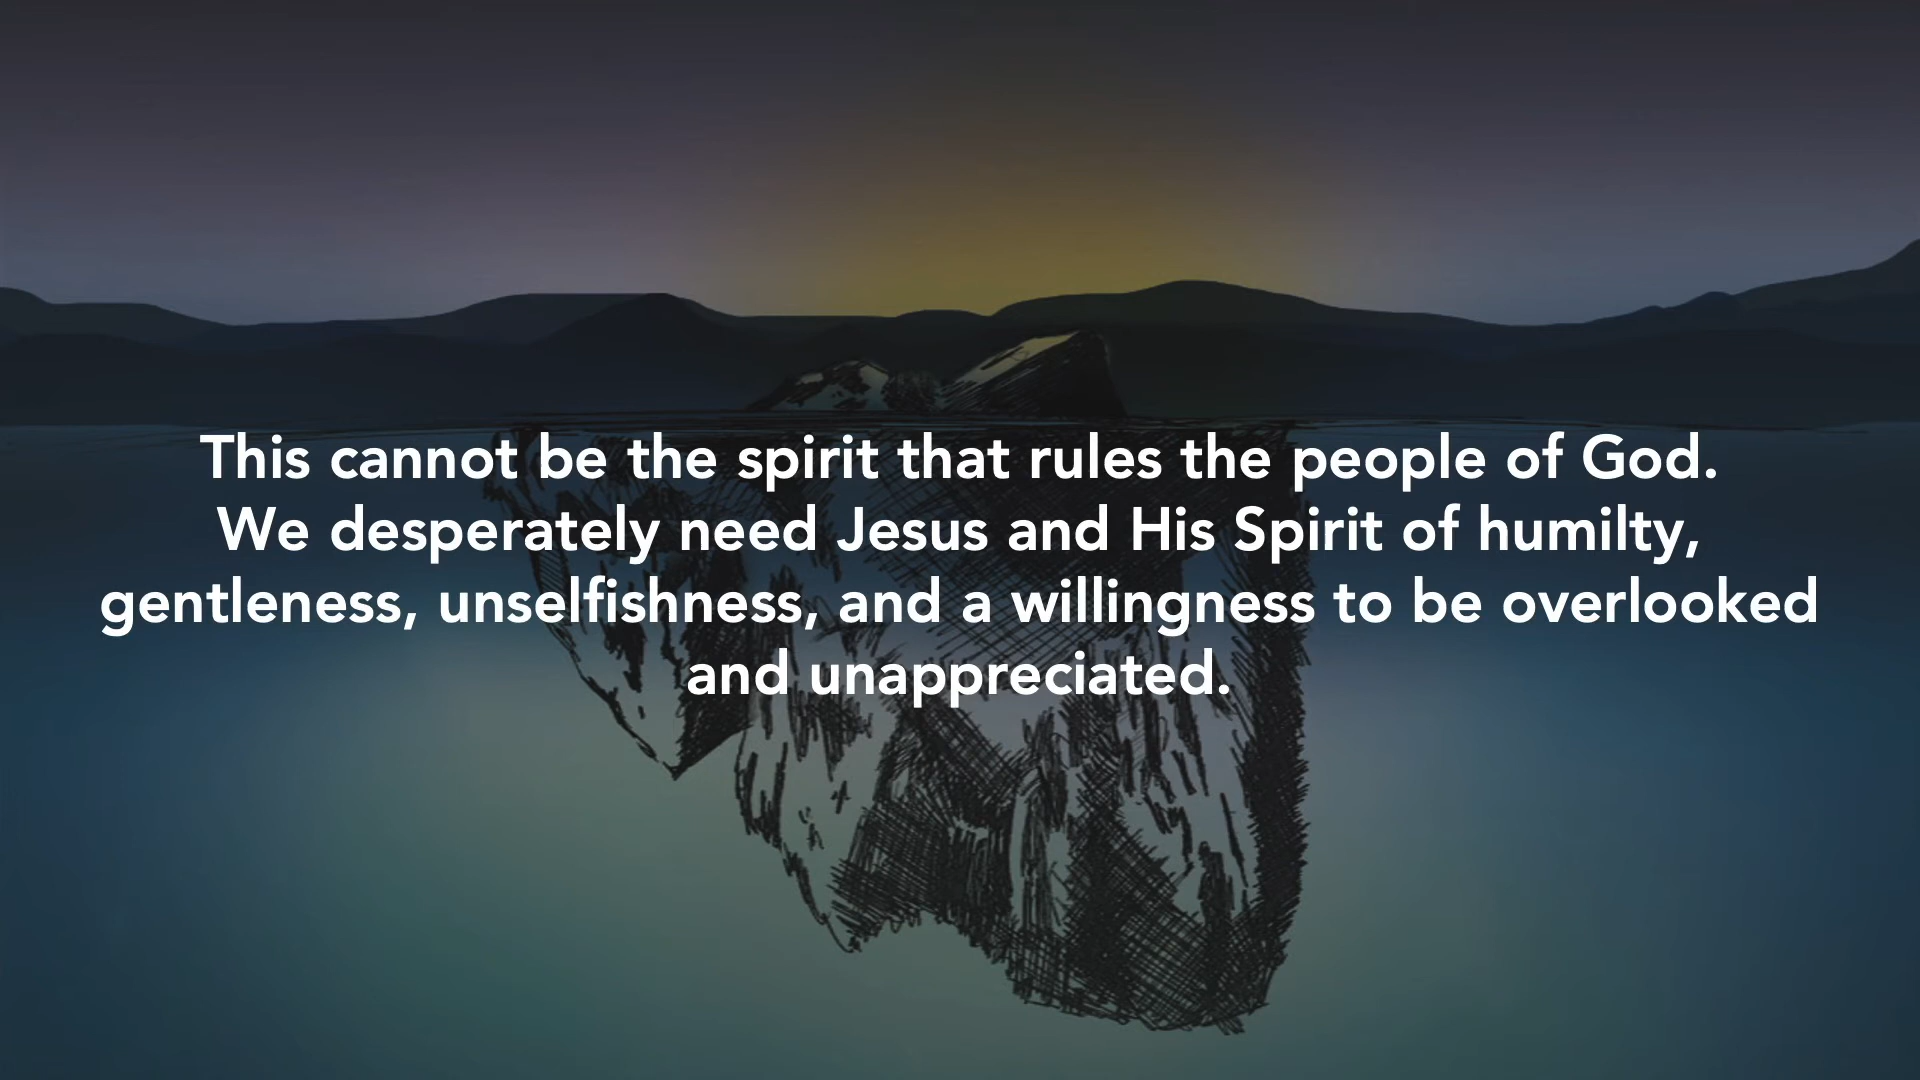 This cannot be the spirit that rules the people of God.
We desperately need Jesus and His Spirit of humilty,
gentleness, unselfishness, and a willingness to be overlooked
and unappreciated.